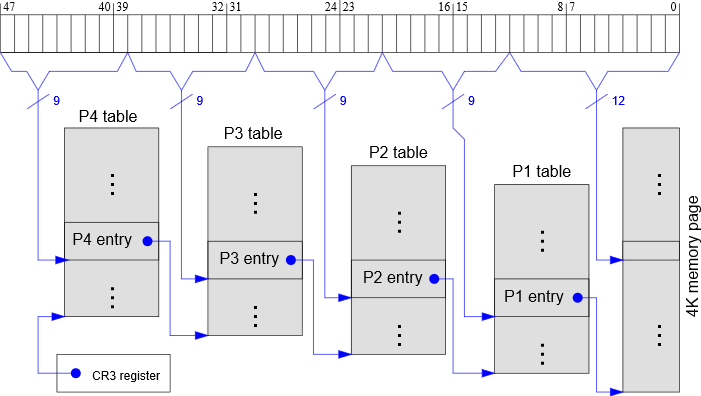 47 40 39 32 31 24 23 16 15 8 7 0
9 9 9 9 12
P4 table
P3 table
P2 table
P1 table
P4 entry
P3 entry
P2 entry
P1 entry
4K memory page
CR3 register